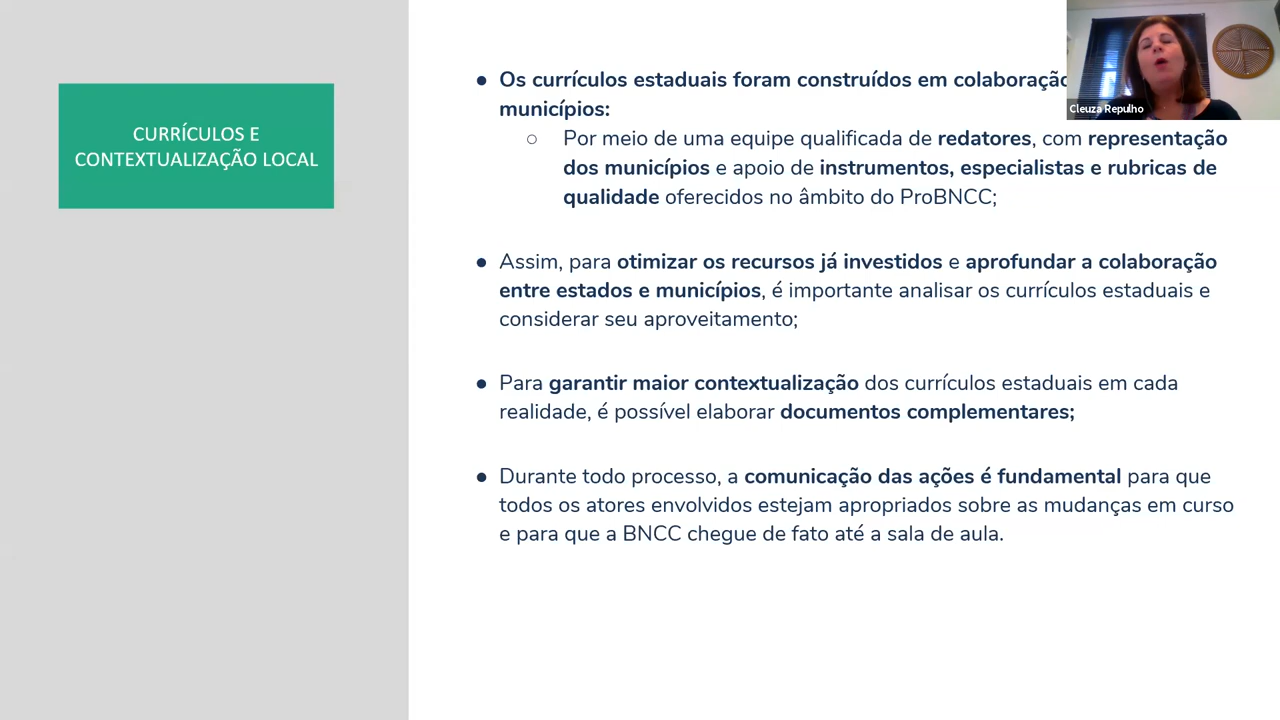 CURRÍCULOS E
CONTEXTUALIZAÇÃO LOCAL
● Os currículos estaduais foram construídos em colaboração
municípios:
○ Por meio de uma equipe qualificada de redatores, com representação
dos municípios e apoio de instrumentos, especialistas e rubricas de
qualidade oferecidos no âmbito do ProBNCC;
● Assim, para otimizar os recursos já investidos e aprofundar a colaboração
entre estados e municípios, é importante analisar os currículos estaduais e
considerar seu aproveitamento;
● Para garantir maior contextualização dos currículos estaduais em cada
realidade, é possível elaborar documentos complementares;
● Durante todo processo, a comunicação das ações é fundamental para que
todos os atores envolvidos estejam apropriados sobre as mudanças em curso
e para que a BNCC chegue de fato até a sala de aula.
Cleuza Repulho